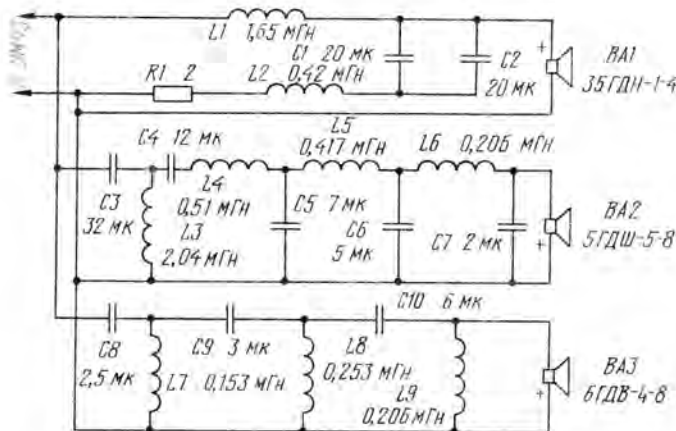 К УМЗЧ
L1 1,65 мГн
C1 20 мк
C2 20 мк
R1 2
L2 0,42 мГн
BA1
35ГДН-1-4
C4 12 мк
L5
0,417 мГн
L6 0,206 мГн
C3
32 мк
L4
0,51 мГн
L3
2,04 мГн
C5 7 мк
C6
5 мк
C7 2 мк
BA2
5ГДШ-5-8
C10 6 мк
C8
2,5 мк
L7 0,153 мГн
C9 3 мк
L8
0,253 мГн
L9
0,206 мГн
BA3
6ГДВ-4-8
+
+
+